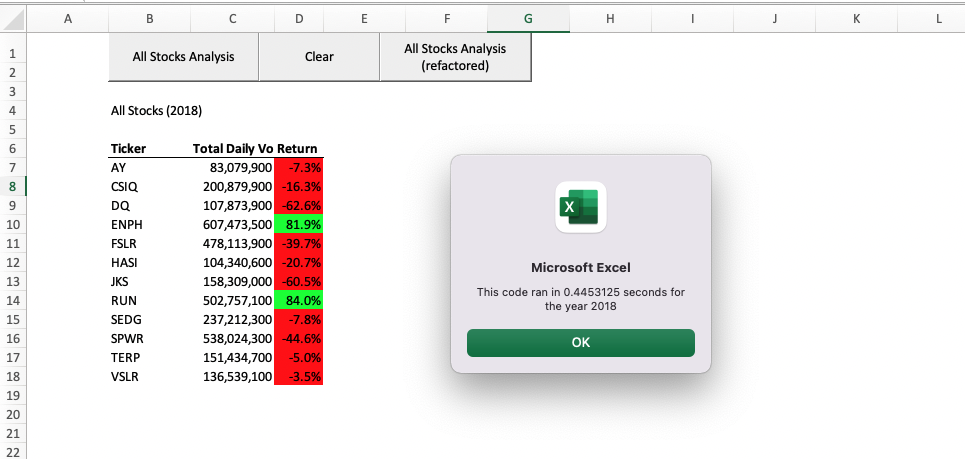 A B C D E F G H I J K L
1 All Stocks Analysis Clear All Stocks Analysis
2 (refactored)
3
4 All Stocks (2018)
5
6 Ticker Total Daily Vo Return
7 AY 83,079,900 -7.3%
8 CSIQ 200,879,900 -16.3%
9 DQ 107,873,900 -62.6%
10 ENPH 607,473,500 81.9%
11 FSLR 478,113,900 -39.7%
12 HASI 104,340,600 -20.7%
13 JKS 158,309,000 -60.5%
14 RUN 502,757,100 84.0%
15 SEDG 237,212,300 -7.8%
16 SPWR 538,024,300 -44.6%
17 TERP 151,434,700 -5.0%
18 VSLR 136,539,100 -3.5%
19
20
21
22
X
Microsoft Excel
This code ran in 0.4453125 seconds for
the year 2018
OK